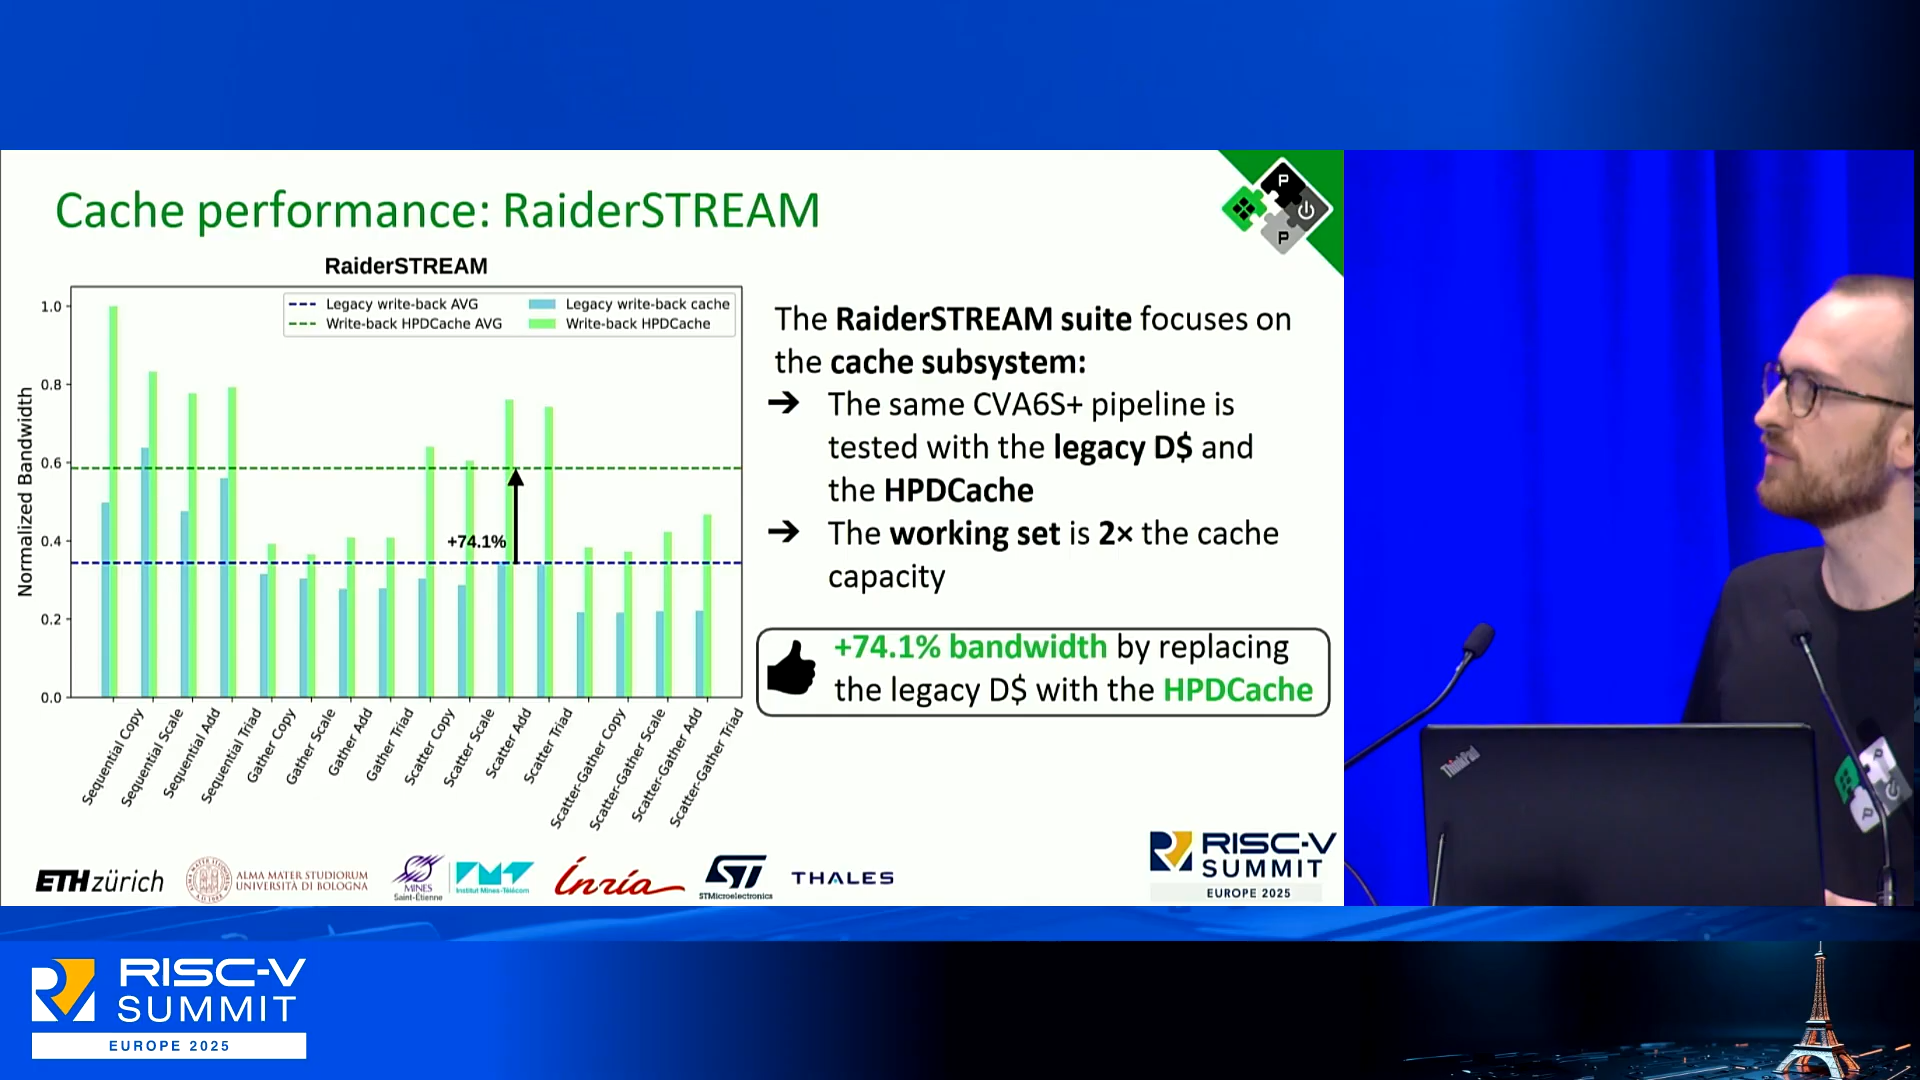 Cache performance: RaiderSTREAM
P
P
RaiderSTREAM
Legacy write-back AVG
Write-back HPDCache AVG
Legacy write-back cache
Write-back HPDCache
Normalized Bandwidth
1.0
0.8
0.6
0.4
0.2
0.0
+74.1%
Sequential Copy
Sequential Scale
Sequential Add
Sequential Triad
Gather Copy
Gather Scale
Gather Add
Gather Triad
Scatter Copy
Scatter Scale
Scatter Add
Scatter Triad
Scatter-Gather Copy
Scatter-Gather Scale
Scatter-Gather Add
Scatter-Gather Triad
The RaiderSTREAM suite focuses on
the cache subsystem:
➔ The same CVA6S+ pipeline is
tested with the legacy D$ and
the HPDCache
➔ The working set is 2× the cache
capacity
+74.1% bandwidth by replacing
the legacy D$ with the HPDCache
ETH zürich
ALMA MATER STUDIORUM
UNIVERSITÀ DI BOLOGNA
MINES
Saint-Étienne
Institut Mines-Télécom
Inria
ST
STMicroelectronics
THALES
RISC-V
SUMMIT
EUROPE 2025
ThinkPad
P
RISC-V
SUMMIT
EUROPE 2025